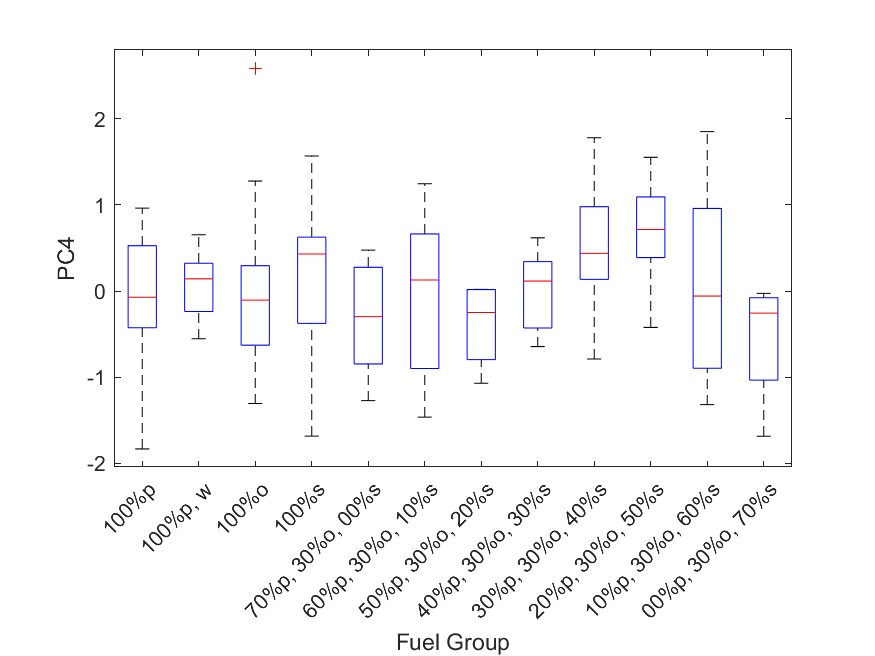 2
1
0
-1
-2
PC4
100%p
100%p, w
100%o
100%s
70%p, 30%o, 00%s
60%p, 30%o, 10%s
50%p, 30%o, 20%s
40%p, 30%o, 30%s
30%p, 30%o, 40%s
20%p, 30%o, 50%s
10%p, 30%o, 60%s
00%p, 30%o, 70%s
Fuel Group